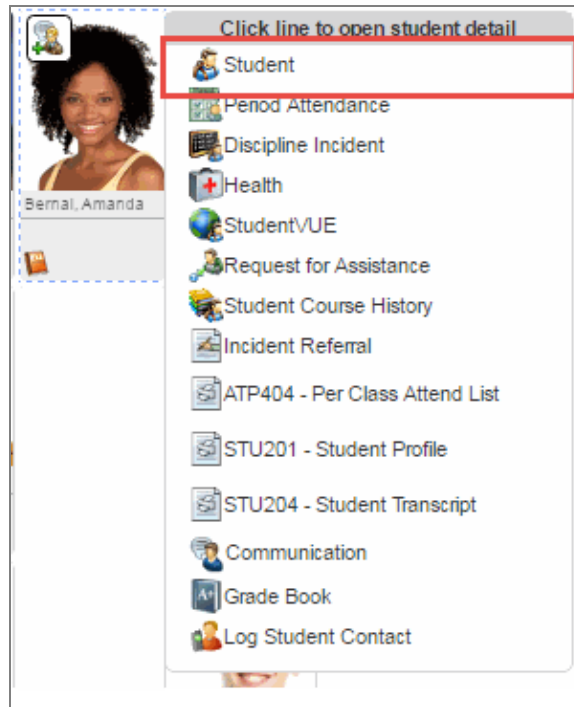 Click line to open student detail
Student
Period Attendance
Bernal, Amanda
Discipline Incident
Health
StudentVUE
Request for Assistance
Student Course History
Incident Referral
ATP404 - Per Class Attend List
STU201 - Student Profile
STU204 - Student Transcript
Communication
A+ Grade Book
Log Student Contact